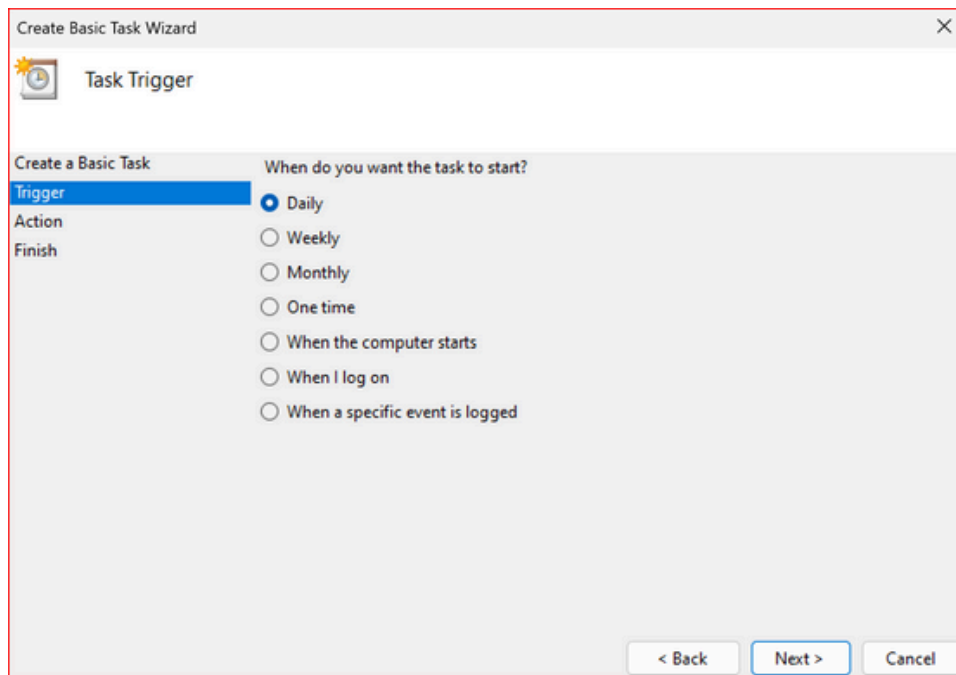 Create Basic Task Wizard
Task Trigger
Create a Basic Task
Trigger
Action
Finish
When do you want the task to start?
Daily
Weekly
Monthly
One time
When the computer starts
When I log on
When a specific event is logged
< Back
Next >
Cancel